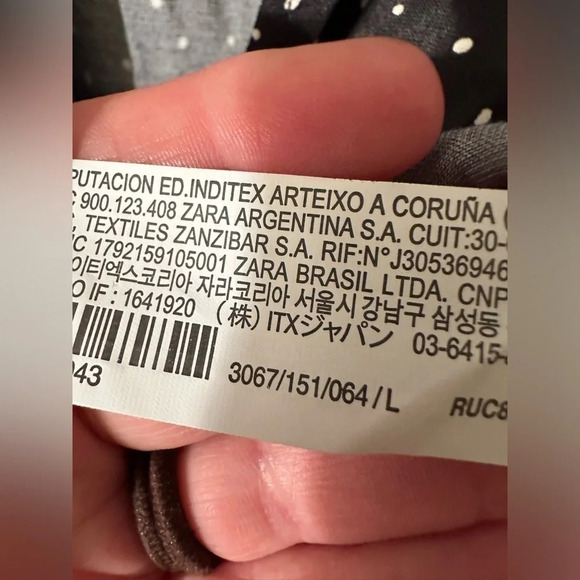 PUTACION ED.INDITEX ARTEIXO A CORUÑA (
C 900.123.408 ZARA ARGENTINA S.A. CUIT:30-
. TEXTILES ZANZIBAR S.A. RIF:N°J30536946
C 1792159105001 ZARA BRASIL LTDA. CNP
이티엑스코리아 자라코리아 서울시 강남구 삼성동
O IF : 1641920 (株) ITXジャパン 03-6415-
043 3067/151/064/L RUC8